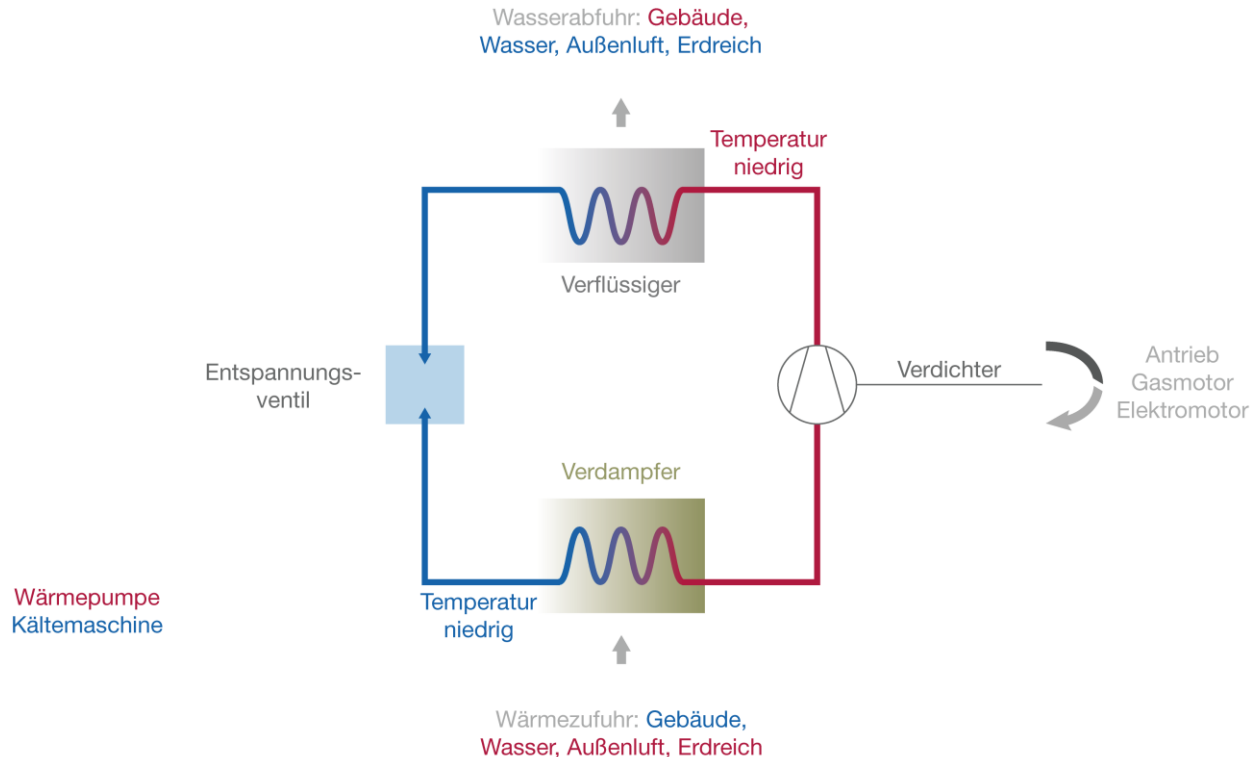 Wasserabfuhr: Gebäude,
Wasser, Außenluft, Erdreich
Temperatur
niedrig
Verflüssiger
Entspannungs-
ventil
Verdichter
Antrieb
Gasmotor
Elektromotor
Verdampfer
Temperatur
niedrig
Wärmepumpe
Kältemaschine
Wärmezufuhr: Gebäude,
Wasser, Außenluft, Erdreich